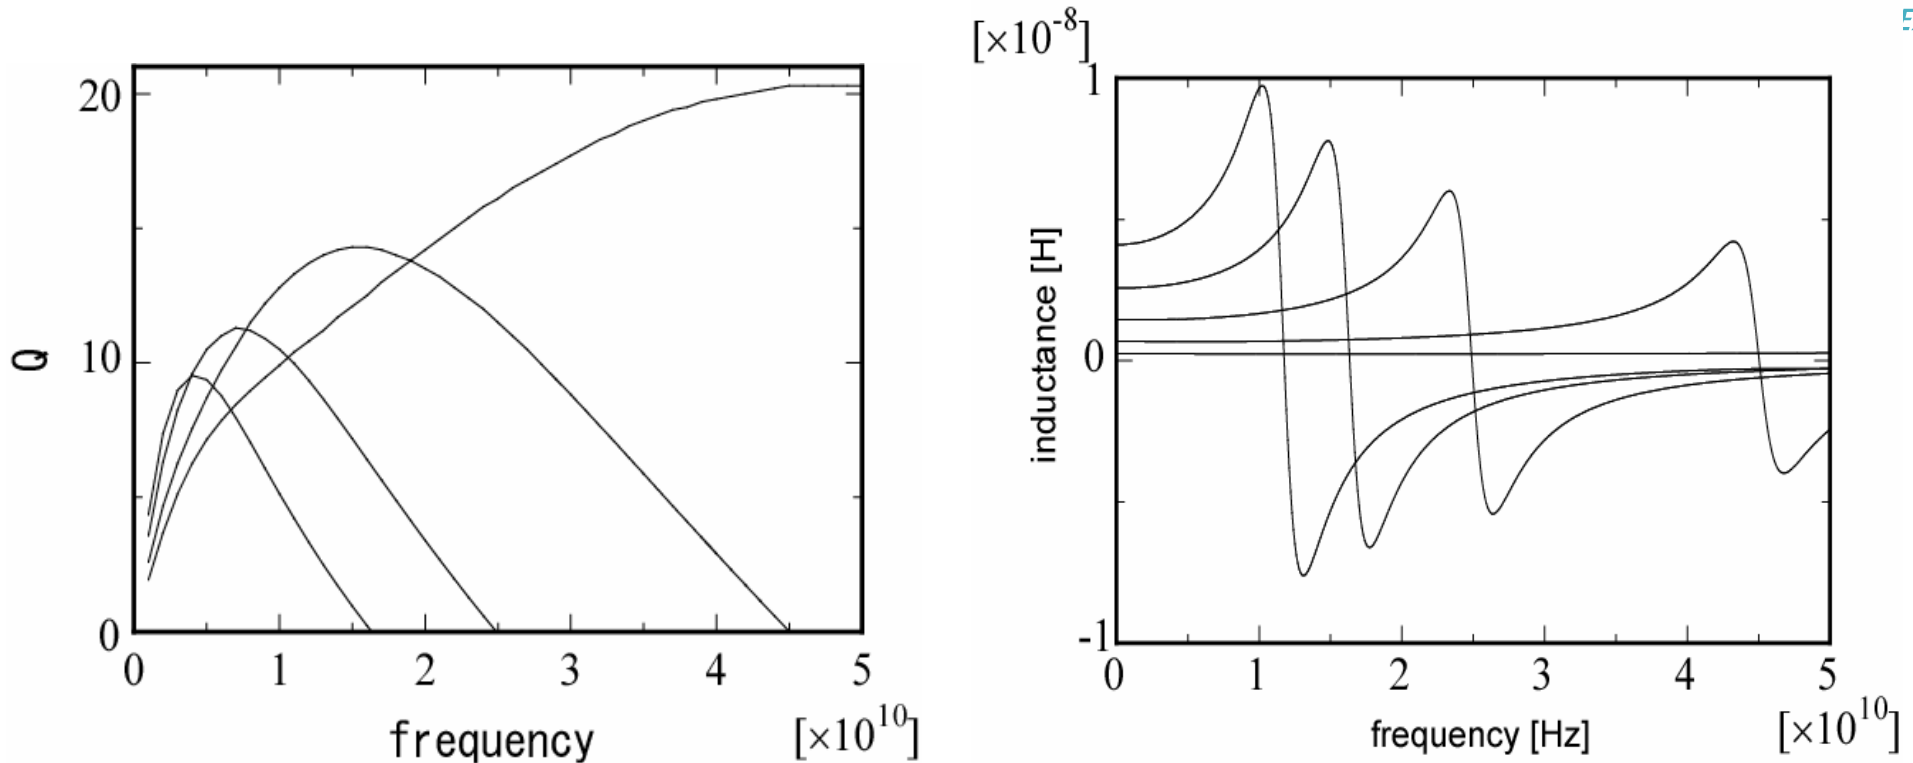 20
10
0
Q
0 1 2 3 4 5
frequency [×10^10]
[×10^-8]
1
0
-1
inductance [H]
0 1 2 3 4 5
frequency [Hz] [×10^10]